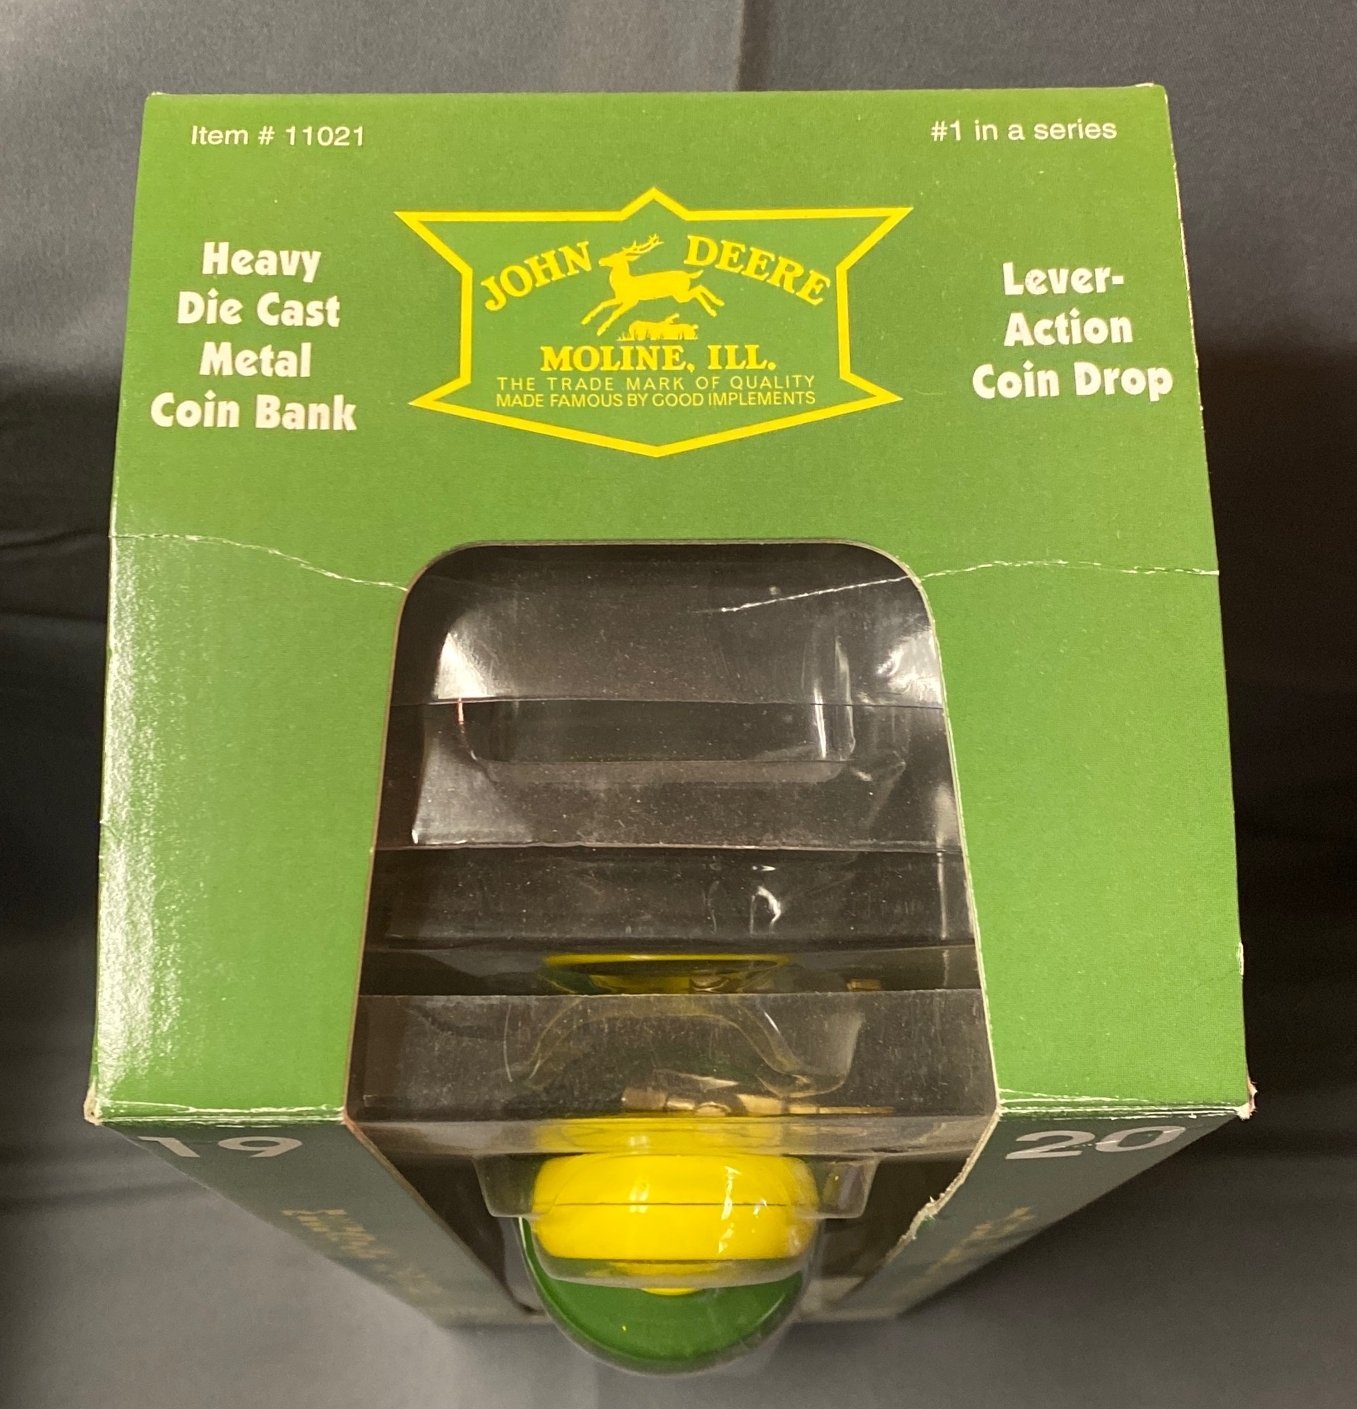 Item # 11021
#1 in a series
Heavy
Die Cast
Metal
Coin Bank
JOHN DEERE
MOLINE, ILL.
THE TRADE MARK OF QUALITY
MADE FAMOUS BY GOOD IMPLEMENTS
Lever-
Action
Coin Drop
19
20